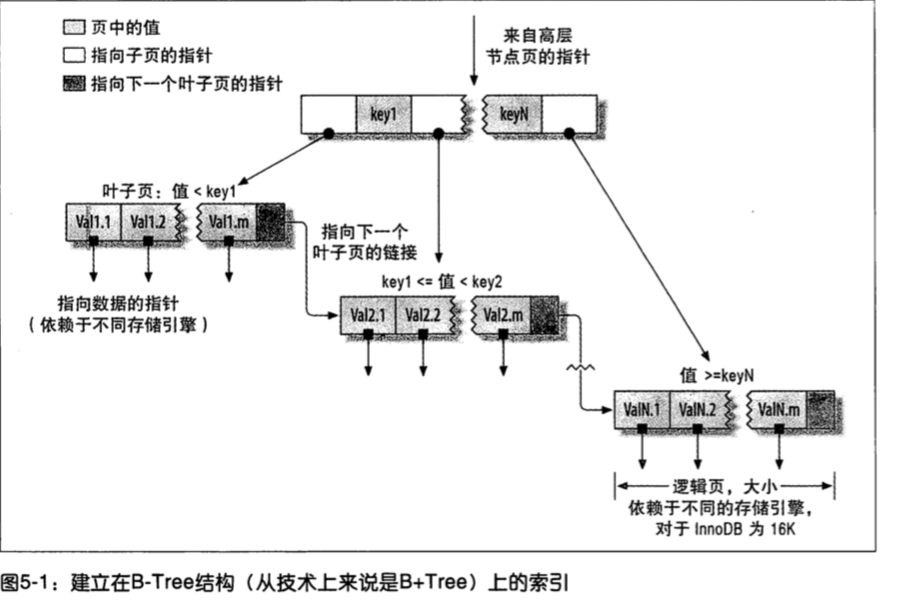 页中的值
指向子页的指针
指向下一个叶子页的指针
来自高层
节点页的指针
key1
keyN
叶子页：值 < key1
Val1.1
Val1.2
Val1.m
指向下一个
叶子页的链接
指向数据的指针
（依赖于不同存储引擎）
key1 <= 值 < key2
Val2.1
Val2.2
Val2.m
值 >=keyN
ValN.1
ValN.2
ValN.m
逻辑页，大小
依赖于不同的存储引擎，
对于 InnoDB 为 16K
图5-1：建立在B-Tree结构（从技术上来说是B+Tree）上的索引